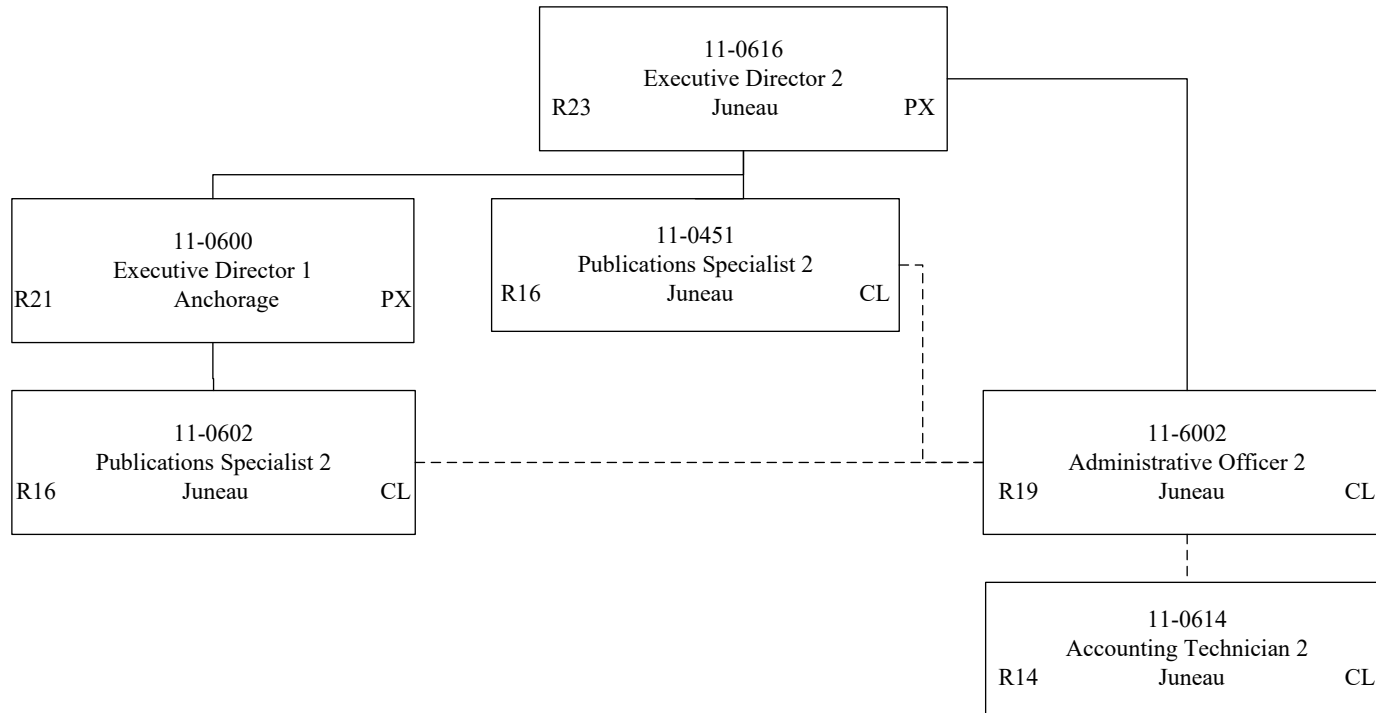 11-0616
Executive Director 2
R23 Juneau PX
11-0600
Executive Director 1
R21 Anchorage PX
11-0451
Publications Specialist 2
R16 Juneau CL
11-0602
Publications Specialist 2
R16 Juneau CL
11-6002
Administrative Officer 2
R19 Juneau CL
11-0614
Accounting Technician 2
R14 Juneau CL